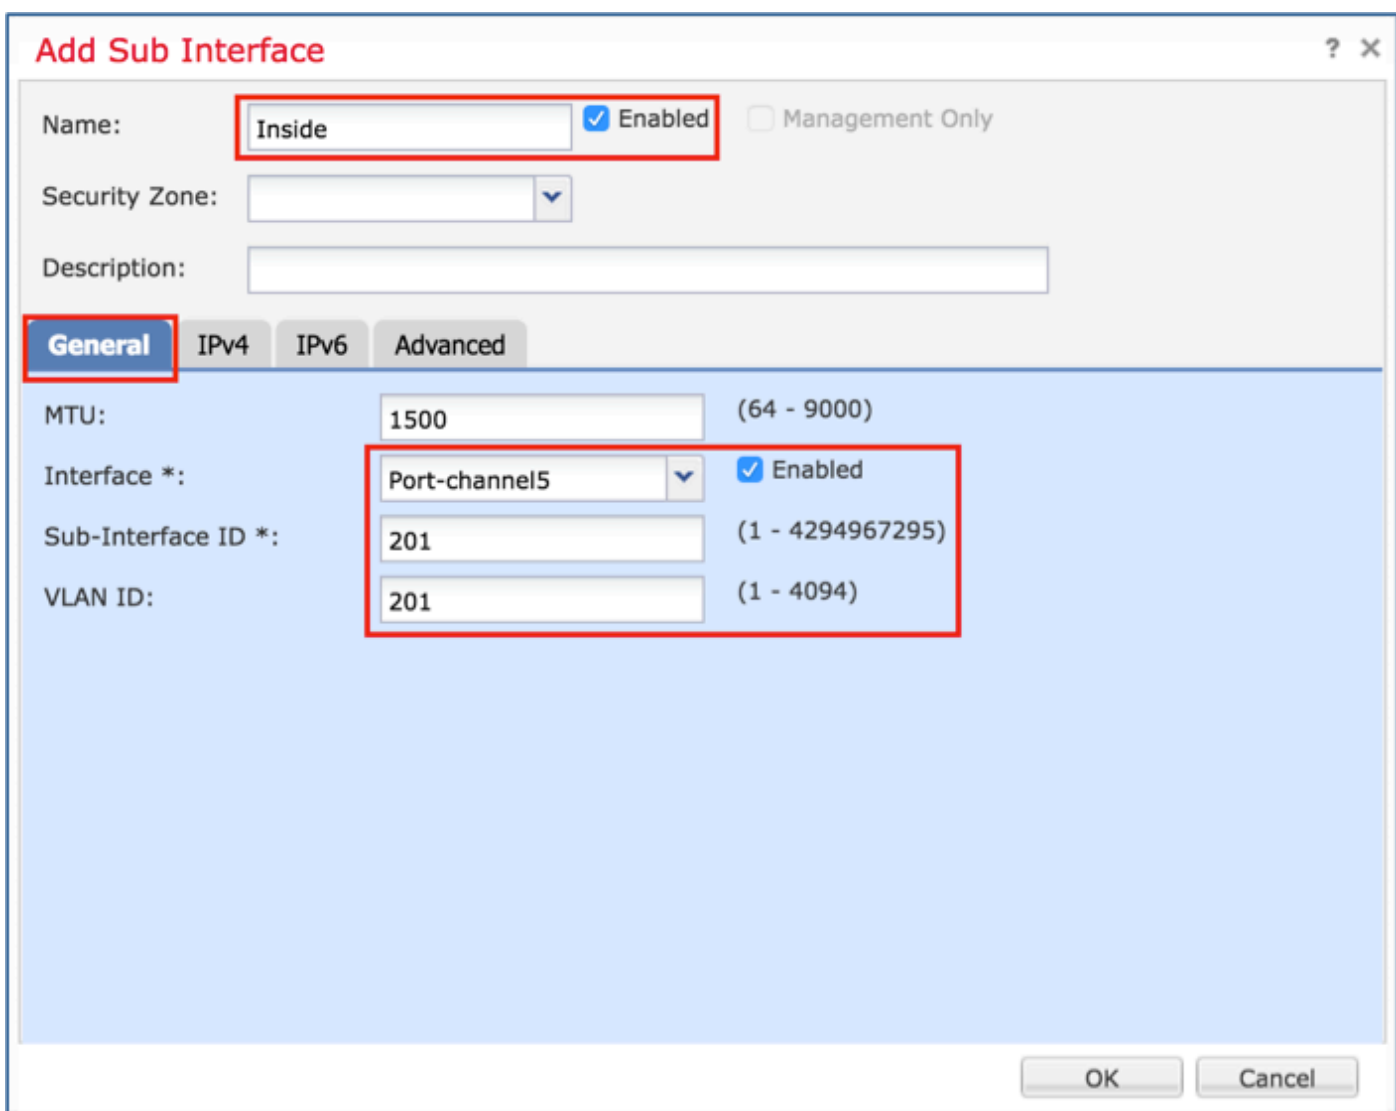 Add Sub Interface ? ×
Name: Inside Enabled Management Only
Security Zone:
Description:
General IPv4 IPv6 Advanced
MTU: 1500 (64 - 9000)
Interface *: Port-channel5 Enabled
Sub-Interface ID *: 201 (1 - 4294967295)
VLAN ID: 201 (1 - 4094)
OK Cancel